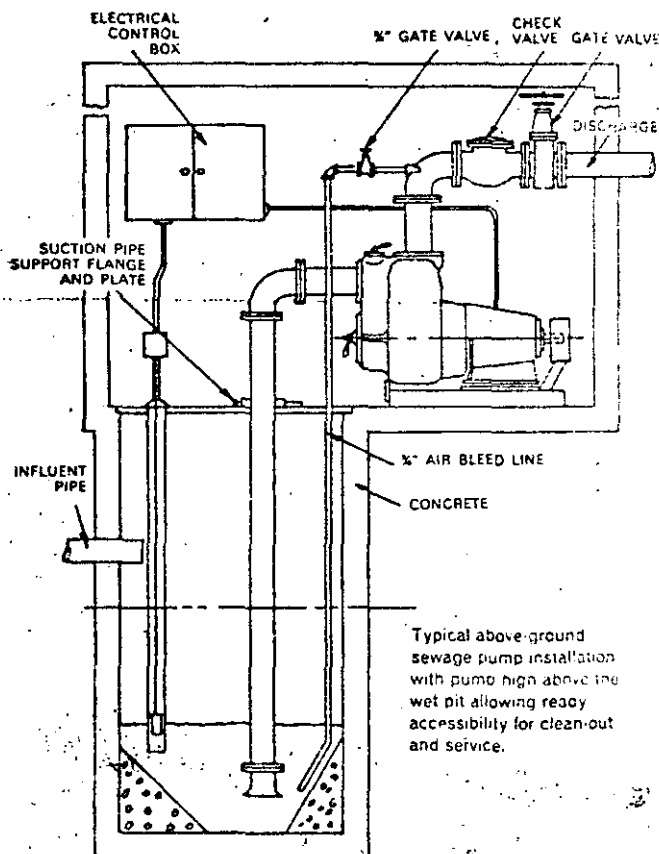 ELECTRICAL
CONTROL
BOX
¾" GATE VALVE,
CHECK
VALVE
GATE VALVE
DISCHARGE
SUCTION PIPE
SUPPORT FLANGE
AND PLATE
¾" AIR BLEED LINE
INFLUENT
PIPE
CONCRETE
Typical above-ground
sewage pump installation
with pump high above the
wet pit allowing ready
accessibility for clean-out
and service.